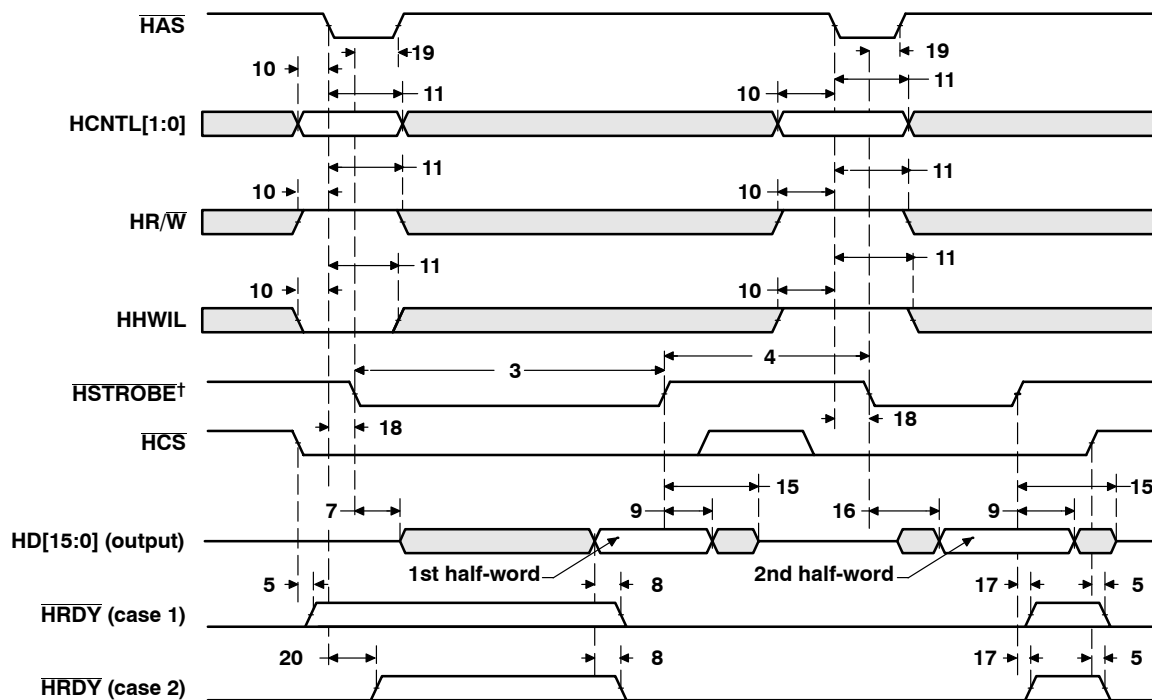 HAS
19 19
10 11 10 11
HCNTL[1:0]
11 11
10 10
HR/W
11 11
10 10
HHWIL
3 4
HSTROBE†
18 18
HCS
15 15
7 9 16 9
HD[15:0] (output)
1st half-word 2nd half-word
5 8 17 5
HRDY (case 1)
20 8 17 5
HRDY (case 2)